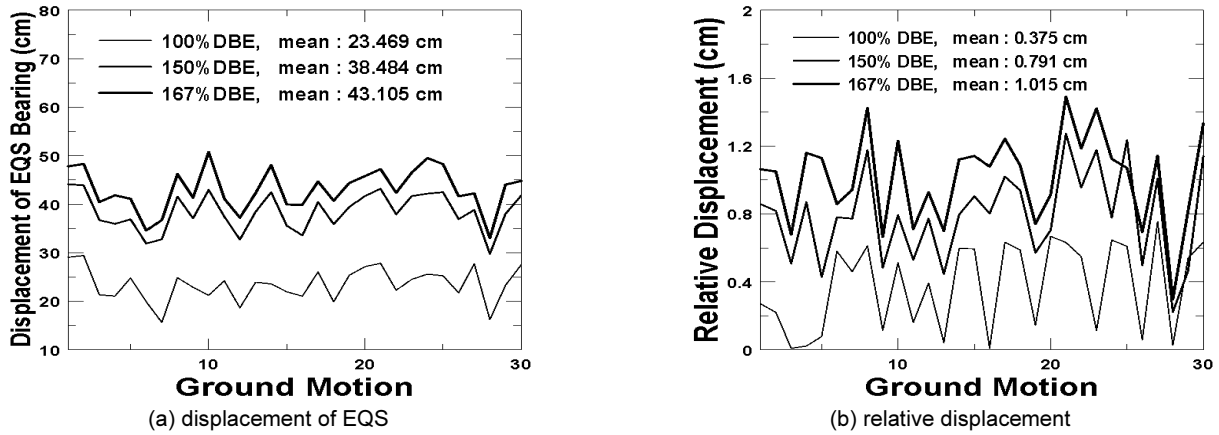 Displacement of EQS Bearing (cm)
80
70
60
50
40
30
20
10
100% DBE, mean : 23.469 cm
150% DBE, mean : 38.484 cm
167% DBE, mean : 43.105 cm
10
20
30
Ground Motion
(a) displacement of EQS
Relative Displacement (cm)
2
1.6
1.2
0.8
0.4
0
100% DBE, mean : 0.375 cm
150% DBE, mean : 0.791 cm
167% DBE, mean : 1.015 cm
10
20
30
Ground Motion
(b) relative displacement